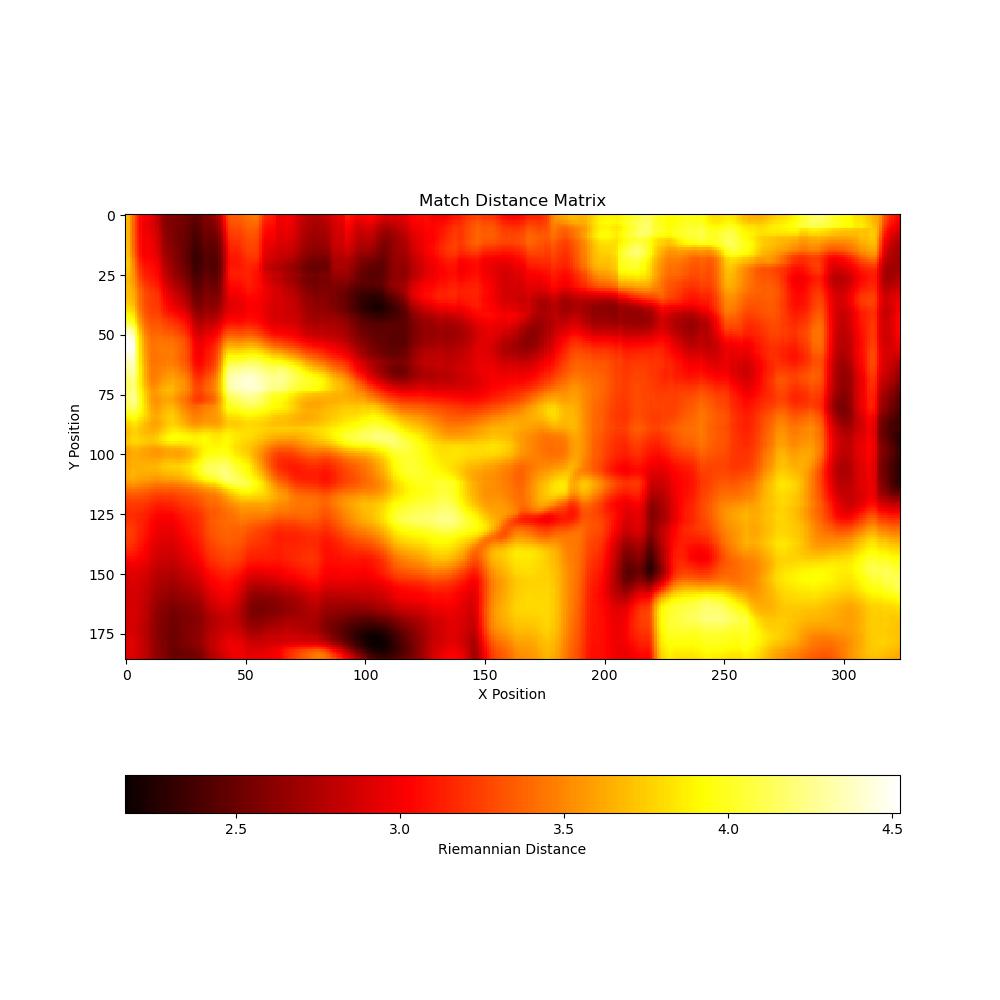 Match Distance Matrix
0
25
50
75
100
125
150
175
Y Position
0 50 100 150 200 250 300
X Position
2.5 3.0 3.5 4.0 4.5
Riemannian Distance